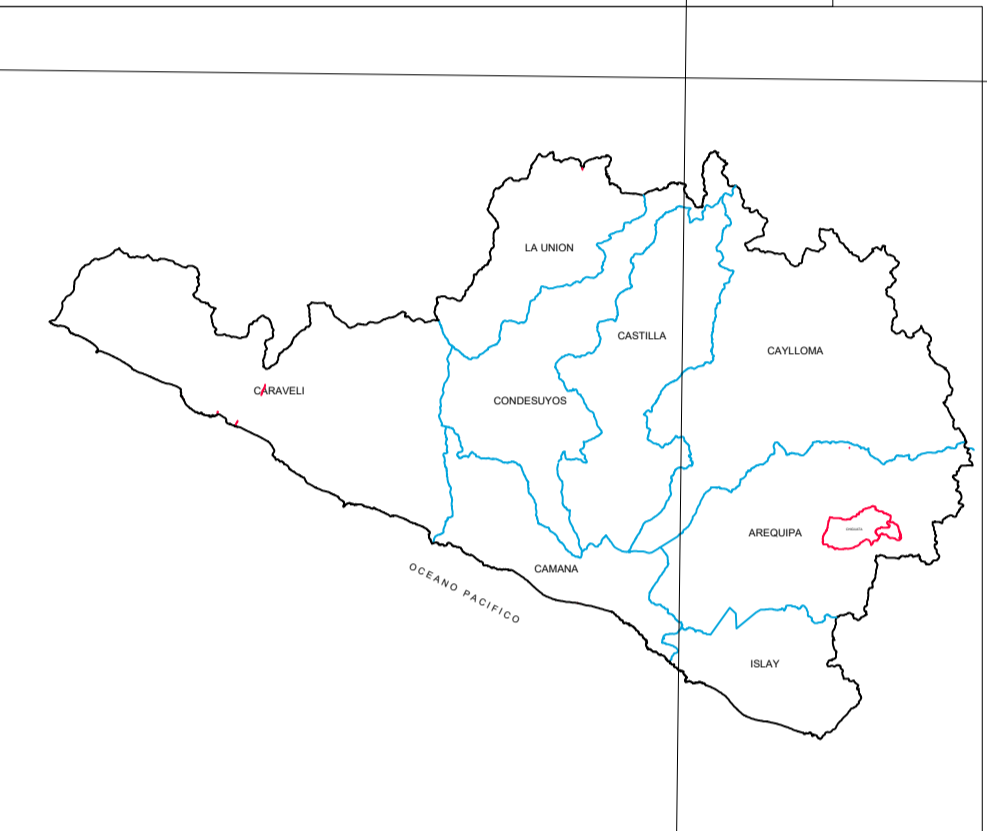 LA UNION
CASTILLA
CAYLLOMA
CARAVELI
CONDESUYOS
AREQUIPA
CAMANA
OCEANO PACIFICO
ISLAY